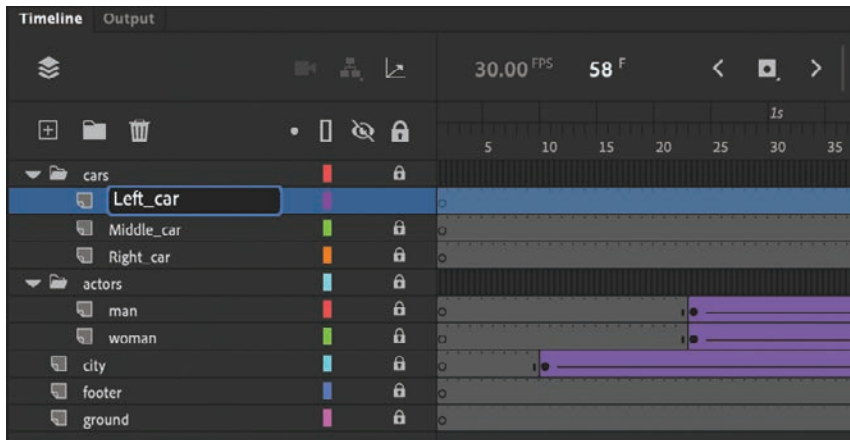 Timeline Output
30.00 FPS 58 F
1s
5 10 15 20 25 30 35
cars
Left_car
Middle_car
Right_car
actors
man
woman
city
footer
ground